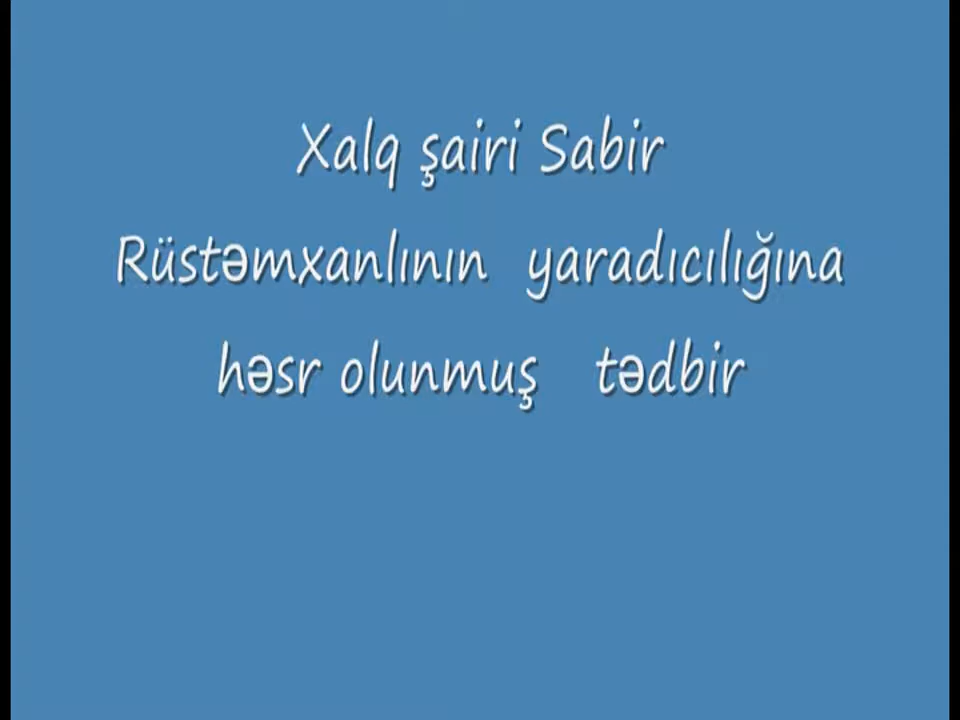 Xalq şairi Sabir
Rüstəmxanlının yaradıcılığına
həsr olunmuş tədbir